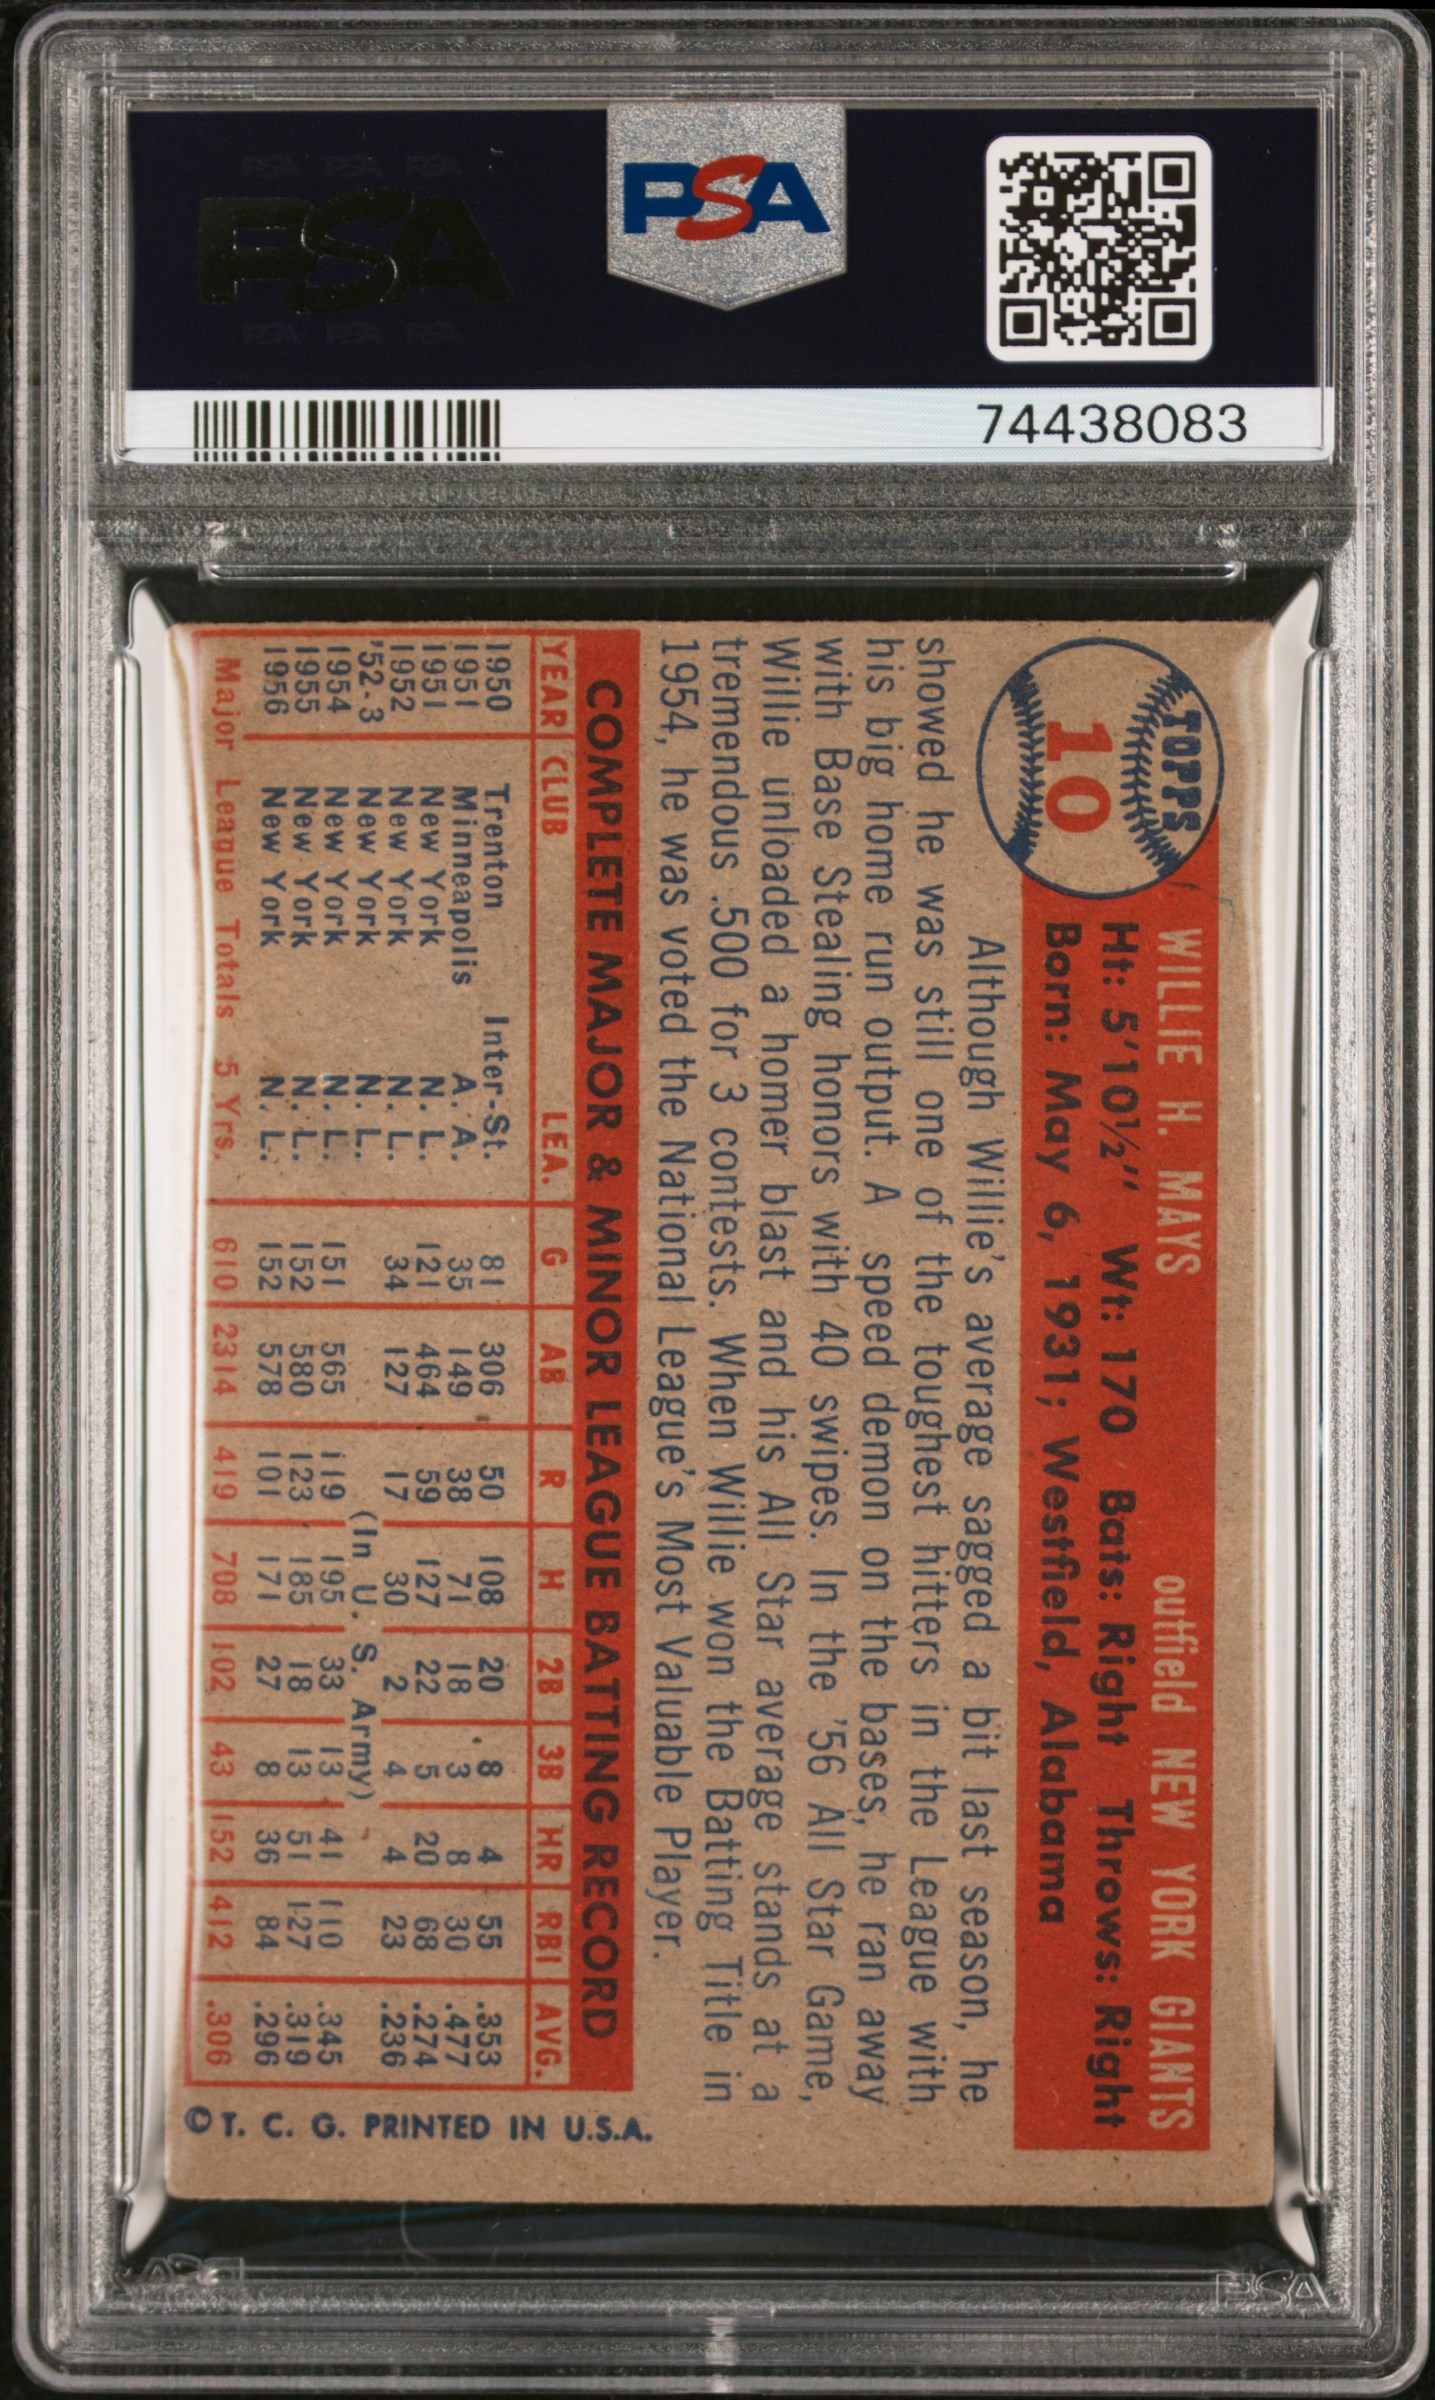 PSA PSA PSA
PSA
PSA PSA PSA
PSA
74438083
TOPPS
10
WILLIE H. MAYS outfield NEW YORK GIANTS
Ht: 5'10½" Wt: 170 Bats: Right Throws: Right
Born: May 6, 1931; Westfield, Alabama
Although Willie's average sagged a bit last season, he
showed he was still one of the toughest hitters in the League with
his big home run output. A speed demon on the bases, he ran away
with Base Stealing honors with 40 swipes. In the '56 All Star Game,
Willie unloaded a homer blast and his All Star average stands at a
tremendous .500 for 3 contests. When Willie won the Batting Title in
1954, he was voted the National League's Most Valuable Player.
COMPLETE MAJOR & MINOR LEAGUE BATTING RECORD
YEAR CLUB LEA. G AB R H 2B 3B HR RBI AVG.
1950 Trenton Inter-St. 81 306 50 108 20 8 4 55 .353
1951 Minneapolis A. A. 35 149 38 71 18 3 8 30 .477
1951 New York N. L. 121 464 59 127 22 5 20 68 .274
1952 New York N. L. 34 127 17 30 2 4 4 23 .236
'52-3 New York N. L. (In U. S. Army)
1954 New York N. L. 151 565 119 195 33 13 41 110 .345
1955 New York N. L. 152 580 123 185 18 13 51 127 .319
1956 New York N. L. 152 578 101 171 27 8 36 84 .296
Major League Totals 5 Yrs. 610 2314 419 708 102 43 152 412 .306
© T. C. G. PRINTED IN U.S.A.
PSA
PSA